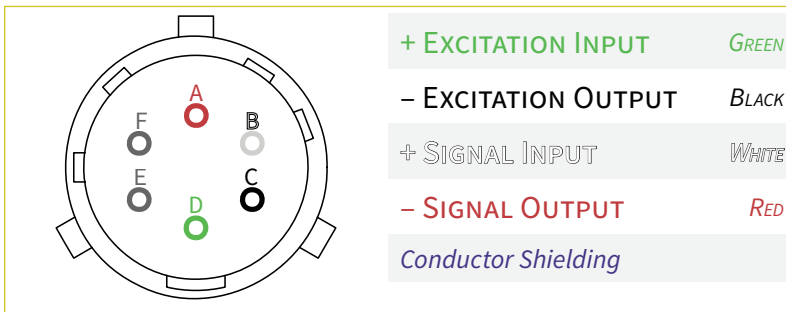 A
F
B
E
D
C
+ Excitation Input Green
– Excitation Output Black
+ Signal Input White
– Signal Output Red
Conductor Shielding